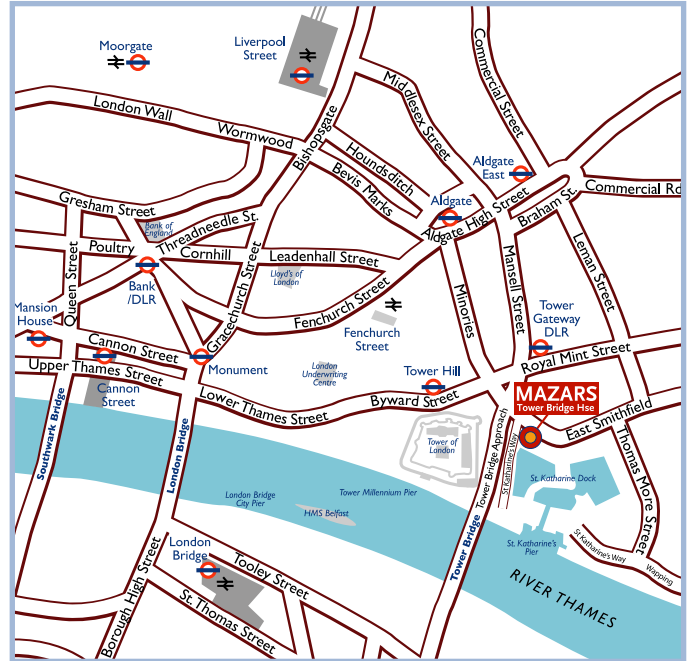 Moorgate
Liverpool
Street
Commercial Street
Middlesex Street
London Wall
Wormwood
Bishopsgate
Houndsditch
Bevis Marks
Aldgate
East
Commercial Rd
Braham St.
Aldgate
Aldgate High Street
Gresham Street
Bank of
England
Threadneedle St.
Poultry
Cornhill
Leadenhall Street
Lloyd's of
London
Queen Street
Bank
/DLR
Gracechurch Street
Fenchurch Street
Fenchurch
Street
Minories
Mansell Street
Leman Street
Tower
Gateway
DLR
Mansion
House
Cannon Street
Monument
Upper Thames Street
Cannon
Street
London
Underwriting
Centre
Tower Hill
Royal Mint Street
Lower Thames Street
Byward Street
MAZARS
Tower Bridge Hse
East Smithfield
Tower of
London
Tower Bridge Approach
St Katharine's Way
Thomas More Street
Southwark Bridge
London Bridge
London Bridge
City Pier
Tower Millennium Pier
HMS Belfast
St. Katharine Dock
St. Katharine's
Pier
St Katharine's Way
Wapping
Tower Bridge
RIVER THAMES
London
Bridge
Tooley Street
St. Thomas Street
Borough High Street